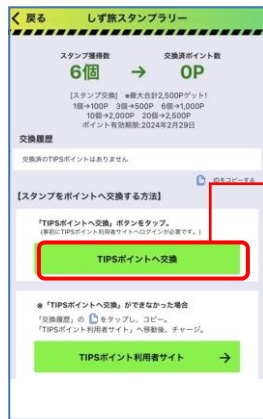 戻る しず旅スタンプラリー
スタンプ獲得数 交換済ポイント数
6個 → 0P
[スタンプ交換] ※最大合計2,500Pゲット!
1個→100P 3個→500P 6個→1,000P
10個→2,000P 20個→2,500P
ポイント有効期限:2024年2月29日
交換履歴
交換済のTIPSポイントはありません
IDをコピーする
【スタンプをポイントへ交換する方法】
「TIPSポイントへ交換」ボタンをタップ。
(事前にTIPSポイント利用者サイトへログインが必要です。)
TIPSポイントへ交換
※「TIPSポイントへ交換」ができなかった場合
「交換履歴」の をタップし、コピー。
「TIPSポイント利用者サイト」へ移動後、チャージ。
TIPSポイント利用者サイト →